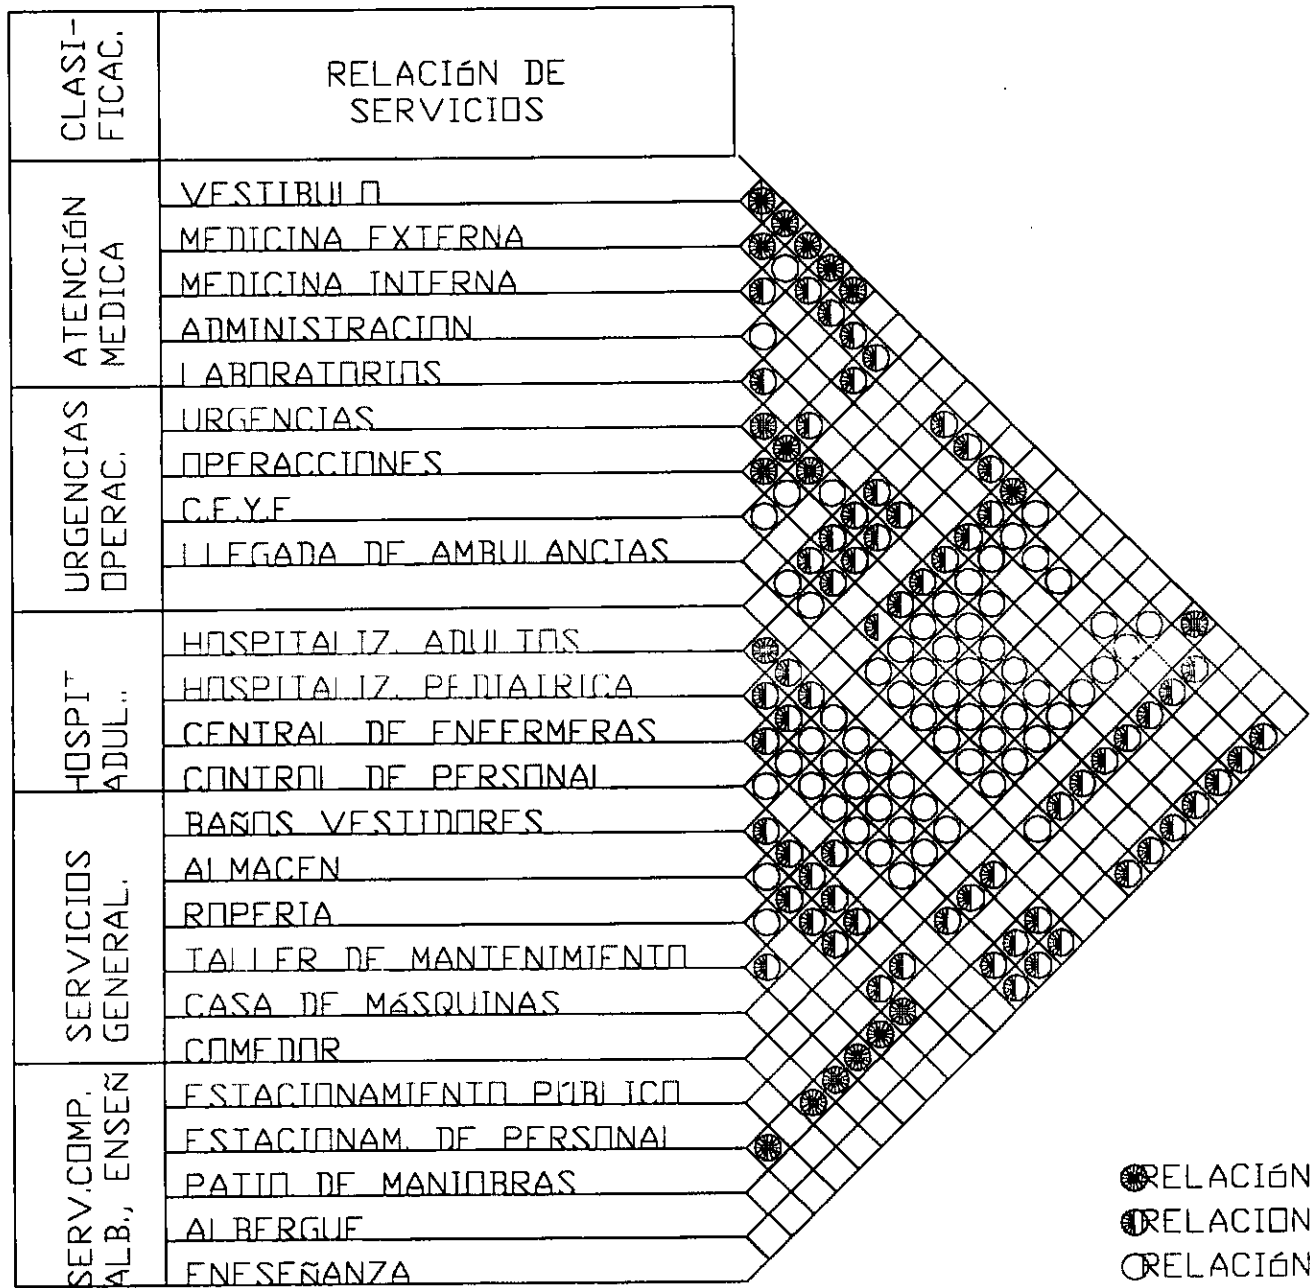 CLASI-
FICAC.
RELACIóN DE
SERVICIOS
ATENCIóN
MEDICA
VESTIBULO
MEDICINA EXTERNA
MEDICINA INTERNA
ADMINISTRACION
LABORATORIOS
URGENCIAS
OPERAC.
URGENCIAS
OPERACCIONES
C.E.Y.E
LLEGADA DE AMBULANCIAS
HOSPIT
ADUL..
HOSPITALIZ. ADULTOS
HOSPITALIZ. PEDIAIRICA
CENTRAL DE ENFERMERAS
CONTROL DE PERSONAL
SERVICIOS
GENERAL.
BAÑOS VESTIDORES
ALMACEN
ROPERIA
TALLER DE MANTENIMIENTO
CASA DE MáSQUINAS
COMEDOR
SERV.COMP.
ALB., ENSEÑ
ESTACIONAMIENTO PÚBLICO
ESTACIONAM. DE PERSONAL
PATIO DE MANIOBRAS
ALBERGUE
ENESEÑANZA
RELACIóN
RELACION
RELACIóN